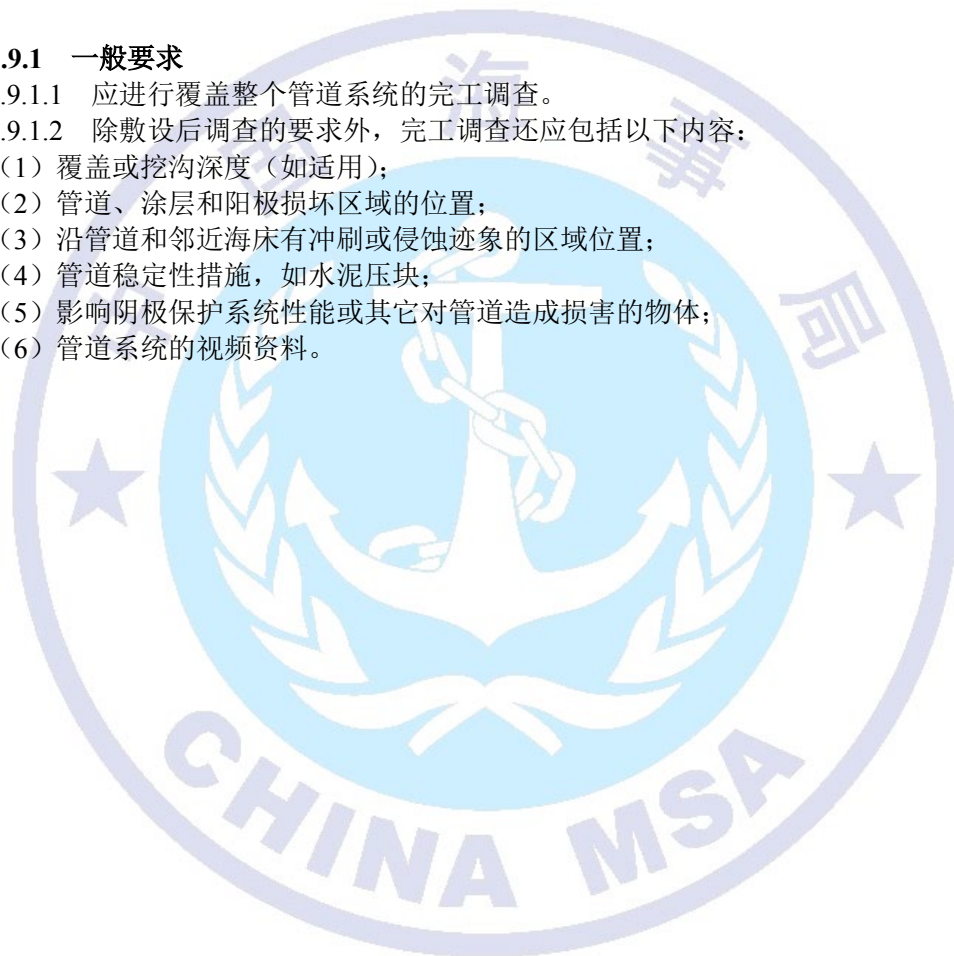 .9.1 一般要求
.9.1.1 应进行覆盖整个管道系统的完工调查。
.9.1.2 除敷设后调查的要求外，完工调查还应包括以下内容：
（1）覆盖或挖沟深度（如适用）；
（2）管道、涂层和阳极损坏区域的位置；
（3）沿管道和邻近海床有冲刷或侵蚀迹象的区域位置；
（4）管道稳定性措施，如水泥压块；
（5）影响阴极保护系统性能或其它对管道造成损害的物体；
（6）管道系统的视频资料。
中国海事局
CHINA MSA